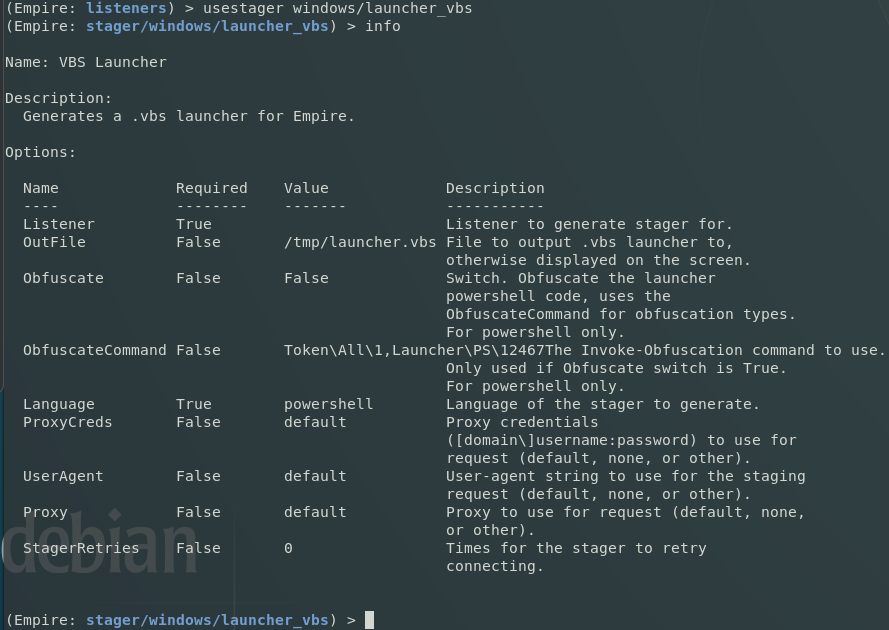 (Empire: listeners) > usestager windows/launcher_vbs
(Empire: stager/windows/launcher_vbs) > info
Name: VBS Launcher
Description:
Generates a .vbs launcher for Empire.
Options:
Name Required Value Description
---- -------- ------- -----------
Listener True Listener to generate stager for.
OutFile False /tmp/launcher.vbs File to output .vbs launcher to,
otherwise displayed on the screen.
Obfuscate False False Switch. Obfuscate the launcher
powershell code, uses the
ObfuscateCommand for obfuscation types.
For powershell only.
ObfuscateCommand False Token\All\1,Launcher\PS\12467The Invoke-Obfuscation command to use.
Only used if Obfuscate switch is True.
For powershell only.
Language True powershell Language of the stager to generate.
ProxyCreds False default Proxy credentials
([domain\]username:password) to use for
request (default, none, or other).
UserAgent False default User-agent string to use for the staging
request (default, none, or other).
Proxy False default Proxy to use for request (default, none,
or other).
debian
StagerRetries False 0 Times for the stager to retry
connecting.
(Empire: stager/windows/launcher_vbs) >